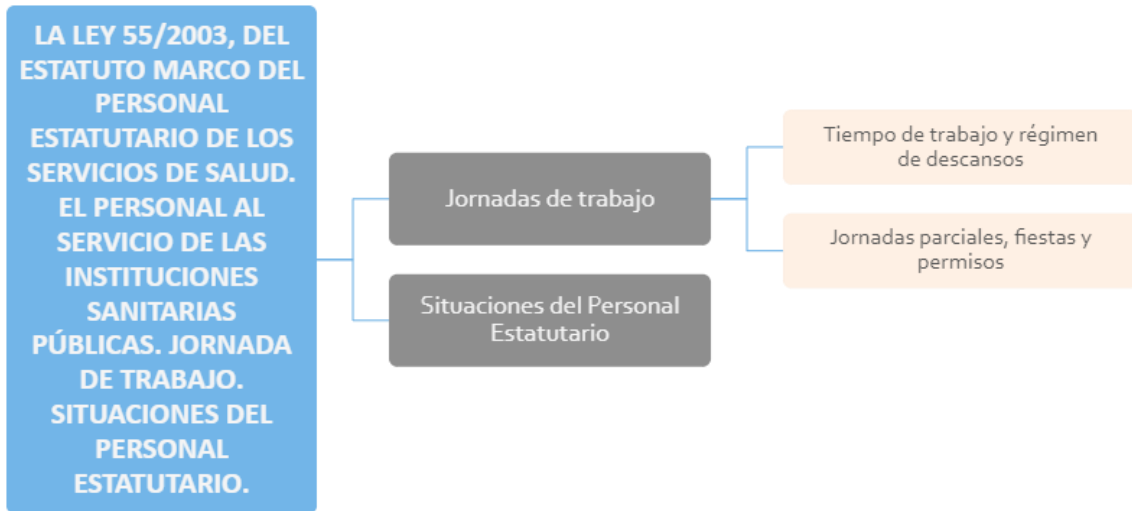 LA LEY 55/2003, DEL
ESTATUTO MARCO DEL
PERSONAL
ESTATUTARIO DE LOS
SERVICIOS DE SALUD.
EL PERSONAL AL
SERVICIO DE LAS
INSTITUCIONES
SANITARIAS
PÚBLICAS. JORNADA
DE TRABAJO.
SITUACIONES DEL
PERSONAL
ESTATUTARIO.
Jornadas de trabajo
Tiempo de trabajo y régimen
de descansos
Jornadas parciales, fiestas y
permisos
Situaciones del Personal
Estatutario